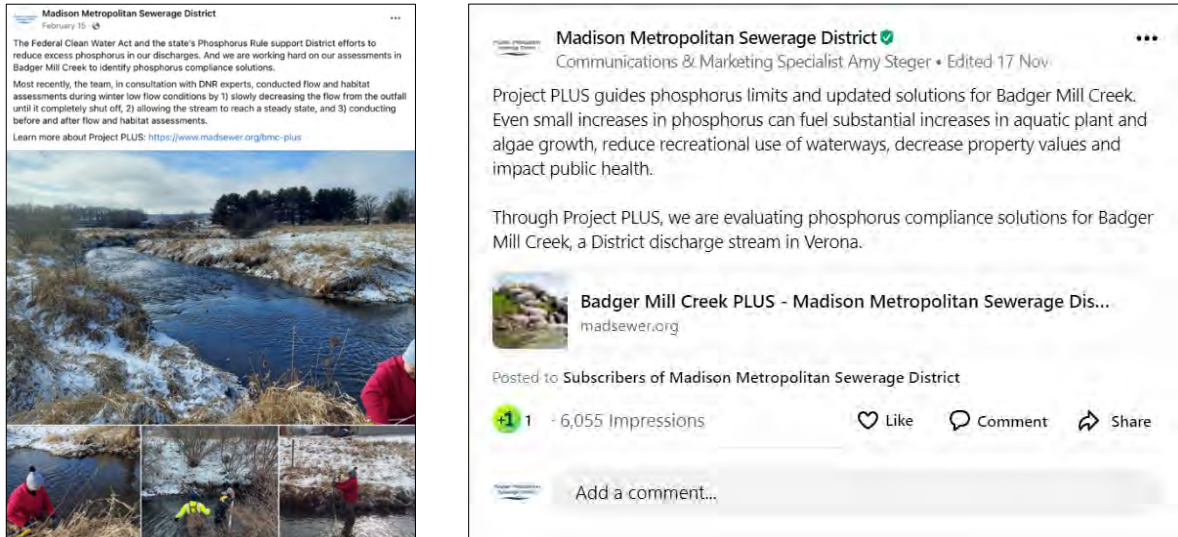 Madison Metropolitan Sewerage District
February 15 ·
The Federal Clean Water Act and the state's Phosphorus Rule support District efforts to
reduce excess phosphorus in our discharges. And we are working hard on our assessments in
Badger Mill Creek to identify phosphorus compliance solutions.
Most recently, the team, in consultation with DNR experts, conducted flow and habitat
assessments during winter low flow conditions by 1) slowly decreasing the flow from the outfall
until it completely shut off, 2) allowing the stream to reach a steady state, and 3) conducting
before and after flow and habitat assessments.
Learn more about Project PLUS: https://www.madsewer.org/bmc-plus
Madison Metropolitan Sewerage District
Communications & Marketing Specialist Amy Steger • Edited 17 Nov
Project PLUS guides phosphorus limits and updated solutions for Badger Mill Creek.
Even small increases in phosphorus can fuel substantial increases in aquatic plant and
algae growth, reduce recreational use of waterways, decrease property values and
impact public health.
Through Project PLUS, we are evaluating phosphorus compliance solutions for Badger
Mill Creek, a District discharge stream in Verona.
Badger Mill Creek PLUS - Madison Metropolitan Sewerage Dis...
madsewer.org
Posted to Subscribers of Madison Metropolitan Sewerage District
+1 1 · 6,055 Impressions Like Comment Share
Add a comment...